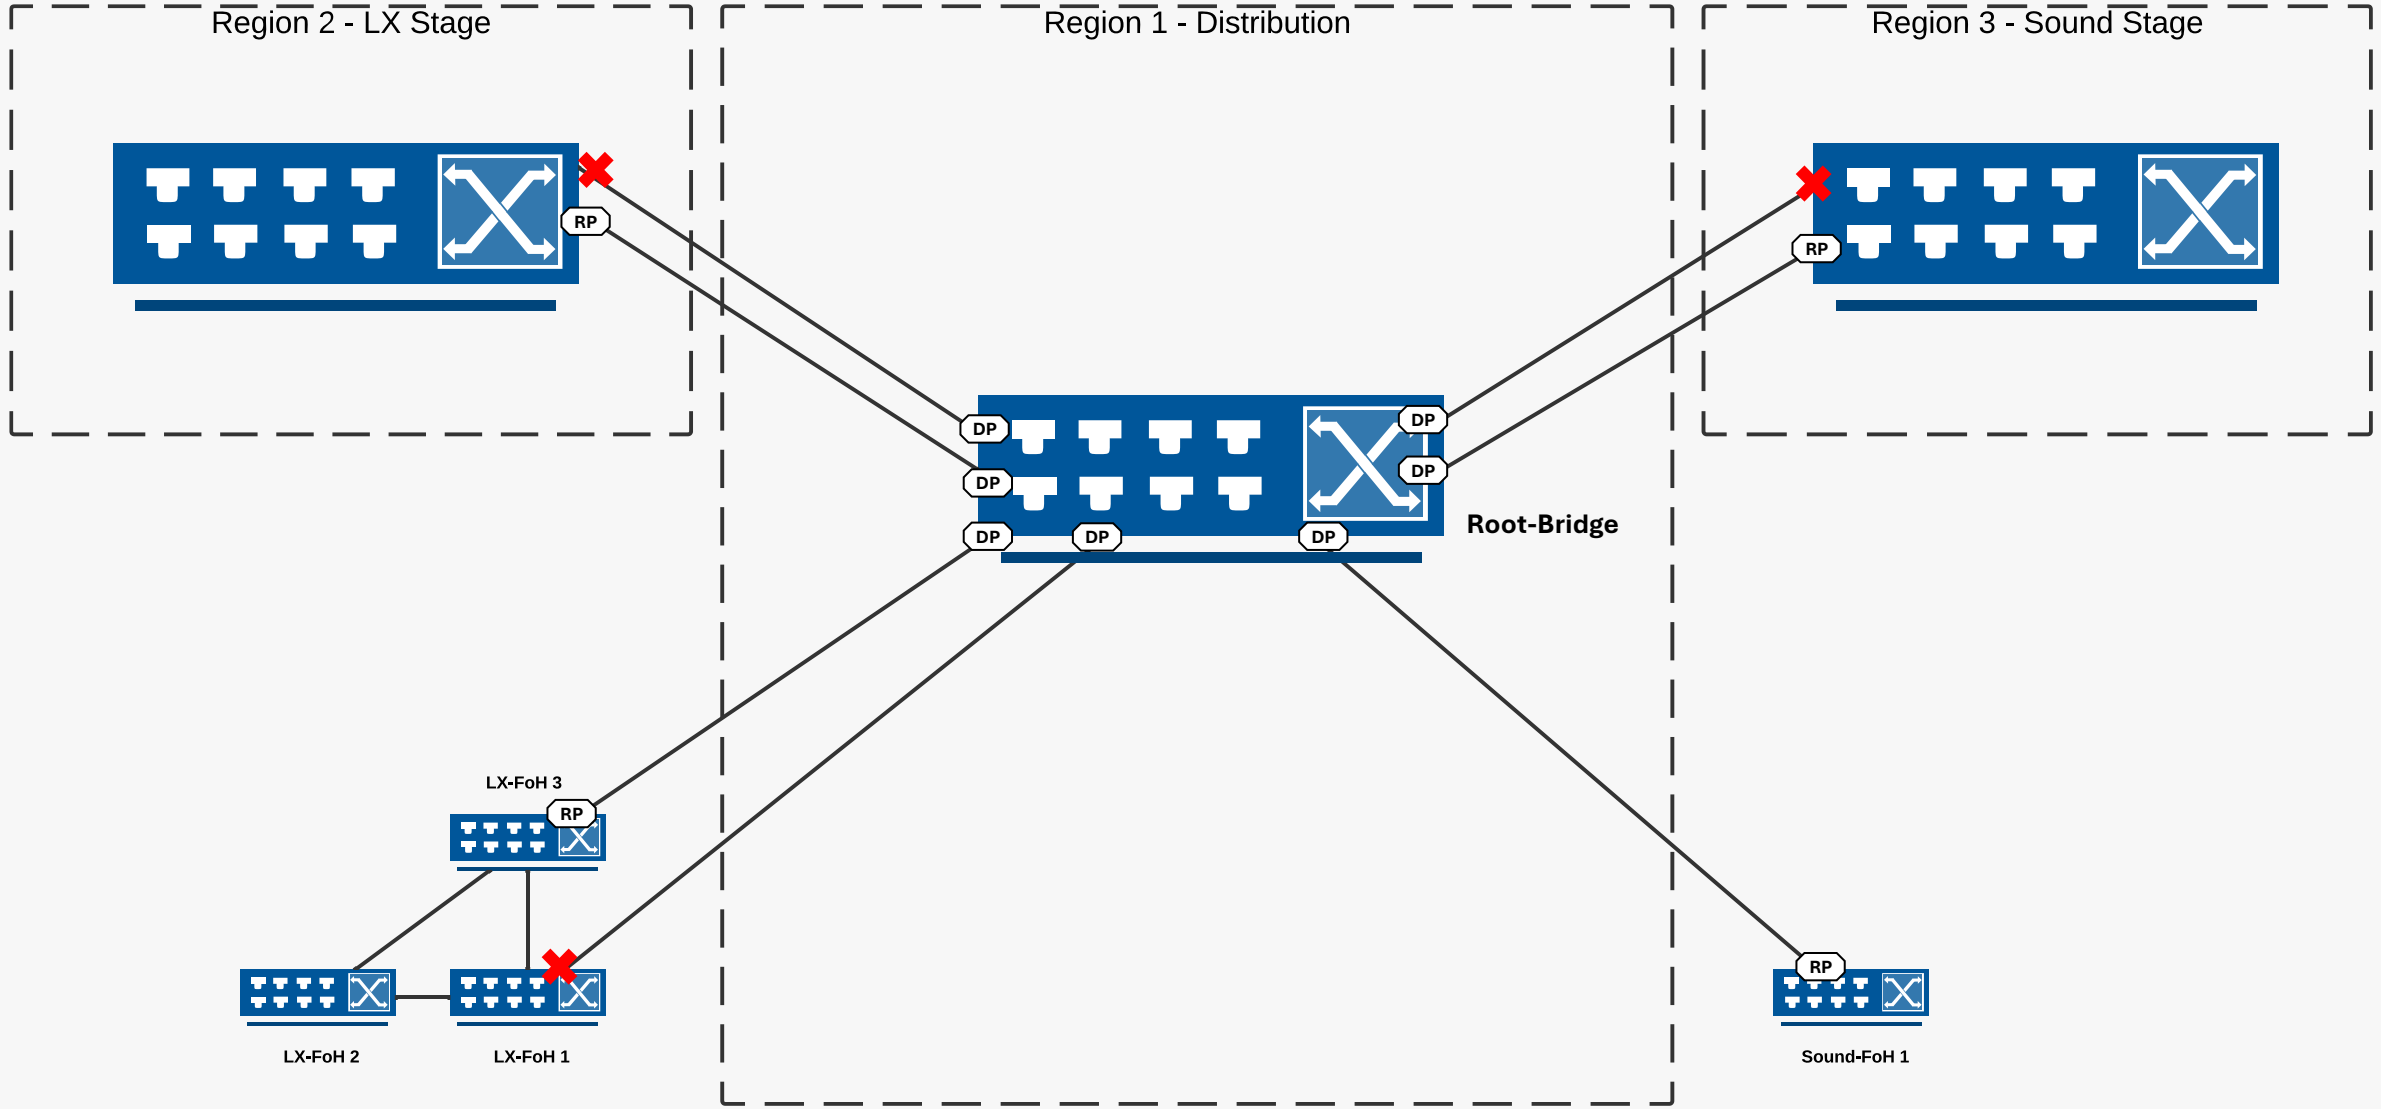 Region 2 - LX Stage
Region 1 - Distribution
Region 3 - Sound Stage
RP
RP
DP
DP
DP
DP
Root-Bridge
DP
DP
DP
LX-FoH 3
RP
RP
LX-FoH 2
LX-FoH 1
Sound-FoH 1